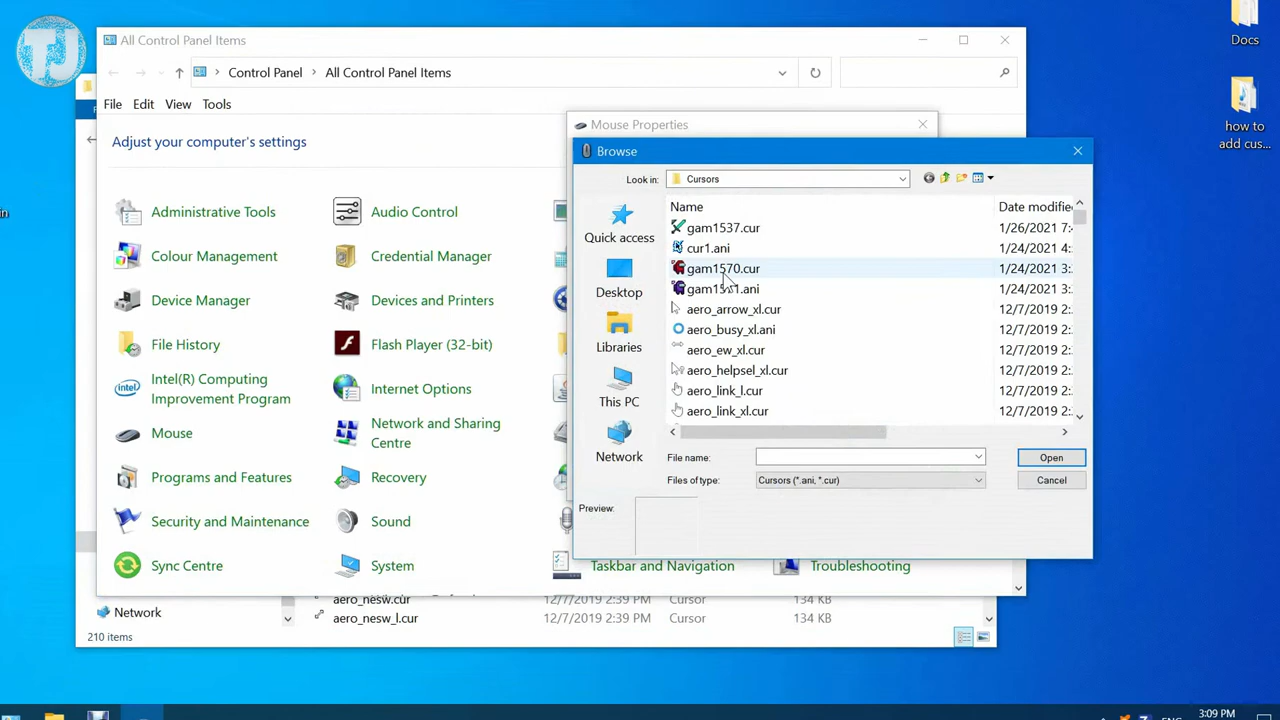 TJ
All Control Panel Items
Control Panel > All Control Panel Items
File Edit View Tools
Adjust your computer's settings
Administrative Tools
Audio Control
Colour Management
Credential Manager
Device Manager
Devices and Printers
File History
Flash Player (32-bit)
Intel(R) Computing
Improvement Program
Internet Options
Mouse
Network and Sharing
Centre
Programs and Features
Recovery
Security and Maintenance
Sound
Sync Centre
System
Taskbar and Navigation
Troubleshooting
Mouse Properties
Browse
Look in: Cursors
Quick access
Desktop
Libraries
This PC
Network
Name Date modified
gam1537.cur 1/26/2021 7:
cur1.ani 1/24/2021 4:
gam1570.cur 1/24/2021 3:
1/24/2021 3:
aero_arrow_xl.cur 12/7/2019 2:
aero_busy_xl.ani 12/7/2019 2:
aero_ew_xl.cur 12/7/2019 2:
aero_helpsel_xl.cur 12/7/2019 2:
aero_link_l.cur 12/7/2019 2:
aero_link_xl.cur 12/7/2019 2:
File name:
Open
Files of type: Cursors (*.ani, *.cur)
Cancel
Preview:
Network
aero_nesw.cur 12/7/2019 2:39 PM Cursor 134 KB
aero_nesw_l.cur 12/7/2019 2:39 PM Cursor 134 KB
210 items
Docs
how to
add cus...
in
ENG
3:09 PM